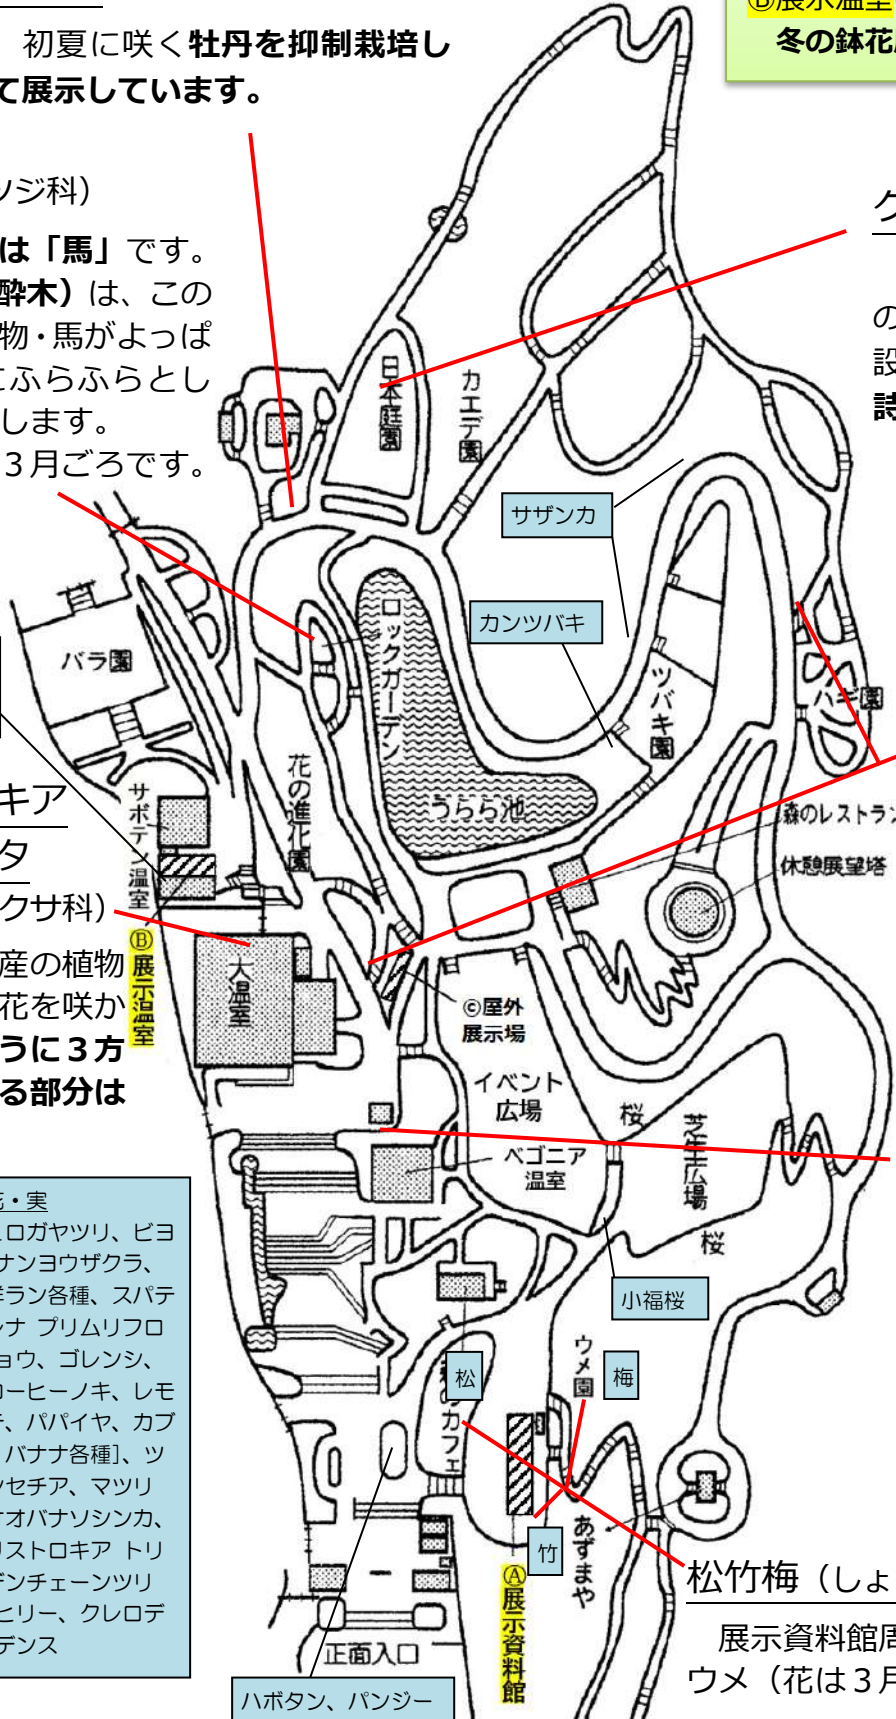 Ⓑ展示温室
冬の鉢花
初夏に咲く牡丹を抑制栽培し
て展示しています。
ツジ科）
は「馬」です。
酔木）は、この
物・馬がよっぱ
にふらふらとし
します。
３月ごろです。
ク
の
設
詩
日本庭園
カエデ園
サザンカ
カンツバキ
ロックガーデン
ツバキ園
ハギ園
バラ園
うらら池
花の進化園
サボテン温室
森のレストラン
休憩展望塔
キア
タ
クサ科）
産の植物
花を咲か
うに３方
る部分は
Ⓑ展示温室
大温室
©屋外
展示場
イベント
広場
桜
芝生広場
ベゴニア
温室
桜
小福桜
花・実
ュロガヤツリ、ビヨ
サンヨウザクラ、
洋ラン各種、スパテ
ンナ プリムリフロ
ョウ、ゴレンシ、
コーヒーノキ、レモ
チ、パパイヤ、カブ
バナナ各種］、ツ
ンセチア、マツリ
オオバナソシンカ、
リストロキア トリ
デンチェーンツリ
ヒリー、クレロデ
デンス
ウメ園
梅
松
森のカフェ
竹
あずまや
Ⓐ展示資料館
正面入口
ハボタン、パンジー
松竹梅（しょ
展示資料館周
ウメ（花は３月